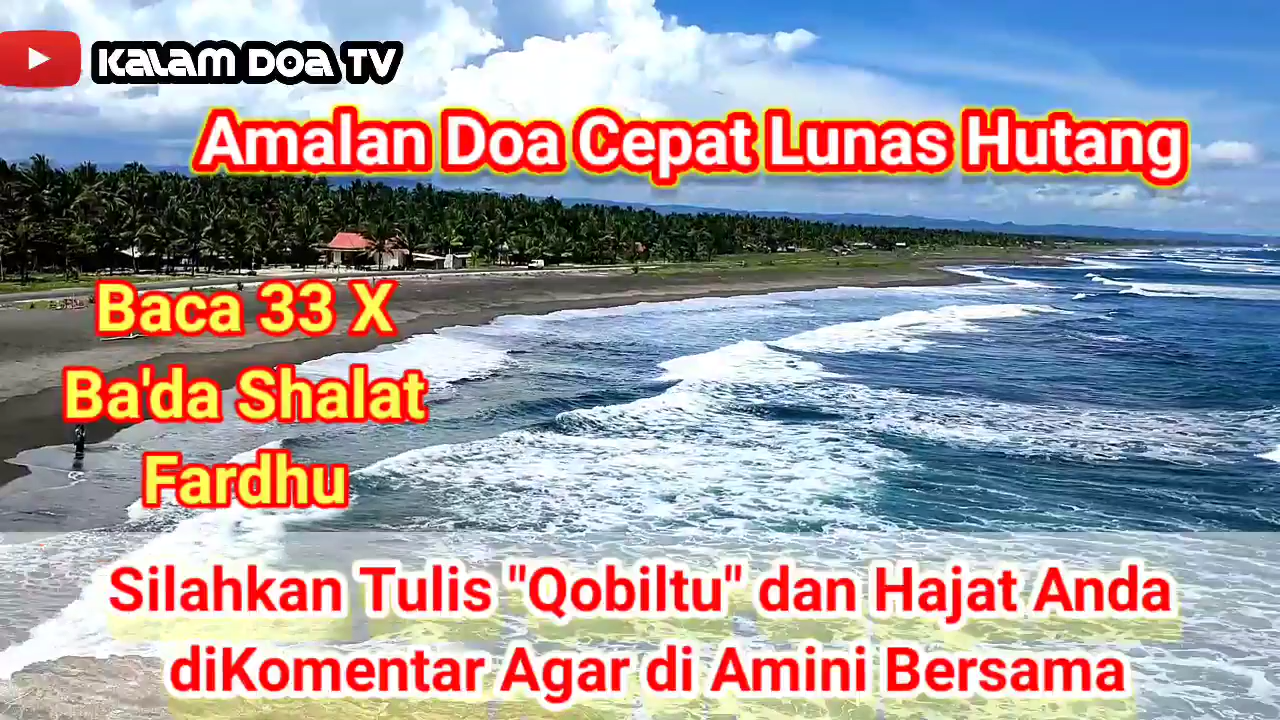 KALAM DOA TV
Amalan Doa Cepat Lunas Hutang
Baca 33 X
Ba'da Shalat
Fardhu
Silahkan Tulis "Qobiltu" dan Hajat Anda
diKomentar Agar di Amini Bersama